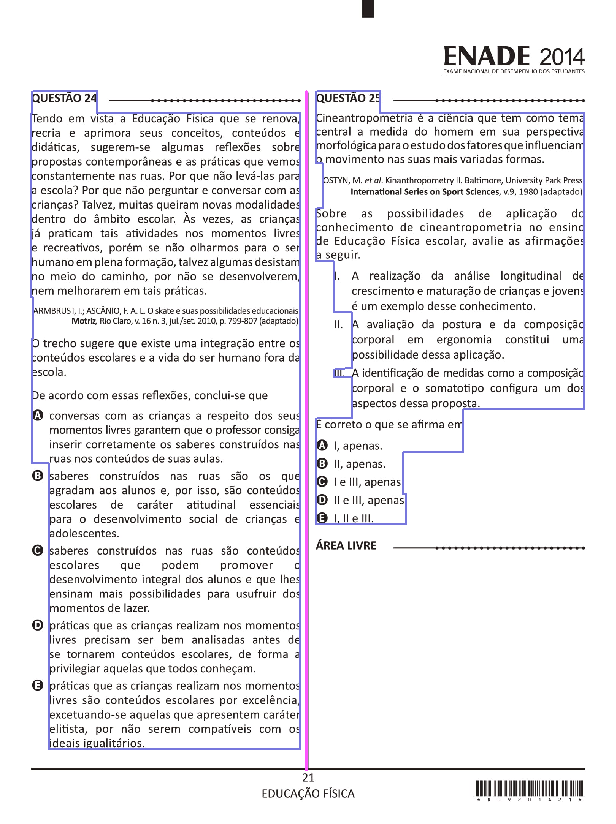 ENADE 2014
EXAME NACIONAL DE DESEMPENHO DOS ESTUDANTES
QUESTÃO 24
Tendo em vista a Educação Física que se renova,
recria e aprimora seus conceitos, conteúdos e
didáticas, sugerem-se algumas reflexões sobre
propostas contemporâneas e as práticas que vemos
constantemente nas ruas. Por que não levá-las para
a escola? Por que não perguntar e conversar com as
crianças? Talvez, muitas queiram novas modalidades
dentro do âmbito escolar. Às vezes, as crianças
já praticam tais atividades nos momentos livres
e recreativos, porém se não olharmos para o ser
humano em plena formação, talvez algumas desistam
no meio do caminho, por não se desenvolverem,
nem melhorarem em tais práticas.
ARMBRUST, I.; ASCÂNIO, F. A. L. O skate e suas possibilidades educacionais.
Motriz, Rio Claro, v. 16 n. 3, jul./set. 2010, p. 799-807 (adaptado).
O trecho sugere que existe uma integração entre os
conteúdos escolares e a vida do ser humano fora da
escola.
De acordo com essas reflexões, conclui-se que
A conversas com as crianças a respeito dos seus
momentos livres garantem que o professor consiga
inserir corretamente os saberes construídos nas
ruas nos conteúdos de suas aulas.
B saberes construídos nas ruas são os que
agradam aos alunos e, por isso, são conteúdos
escolares de caráter atitudinal essenciais
para o desenvolvimento social de crianças e
adolescentes.
C saberes construídos nas ruas são conteúdos
escolares que podem promover o
desenvolvimento integral dos alunos e que lhes
ensinam mais possibilidades para usufruir dos
momentos de lazer.
D práticas que as crianças realizam nos momentos
livres precisam ser bem analisadas antes de
se tornarem conteúdos escolares, de forma a
privilegiar aquelas que todos conheçam.
E práticas que as crianças realizam nos momentos
livres são conteúdos escolares por excelência,
excetuando-se aquelas que apresentem caráter
elitista, por não serem compatíveis com os
ideais igualitários.
QUESTÃO 25
Cineantropometria é a ciência que tem como tema
central a medida do homem em sua perspectiva
morfológica para o estudo dos fatores que influenciam
o movimento nas suas mais variadas formas.
OSTYN, M. et al. Kinanthropometry II. Baltimore, University Park Press.
International Series on Sport Sciences, v.9, 1980 (adaptado).
Sobre as possibilidades de aplicação do
conhecimento de cineantropometria no ensino
de Educação Física escolar, avalie as afirmações
a seguir.
I. A realização da análise longitudinal de
crescimento e maturação de crianças e jovens
é um exemplo desse conhecimento.
II. A avaliação da postura e da composição
corporal em ergonomia constitui uma
possibilidade dessa aplicação.
III. A identificação de medidas como a composição
corporal e o somatotipo configura um dos
aspectos dessa proposta.
É correto o que se afirma em
A I, apenas.
B II, apenas.
C I e III, apenas.
D II e III, apenas.
E I, II e III.
ÁREA LIVRE
21
EDUCAÇÃO FÍSICA